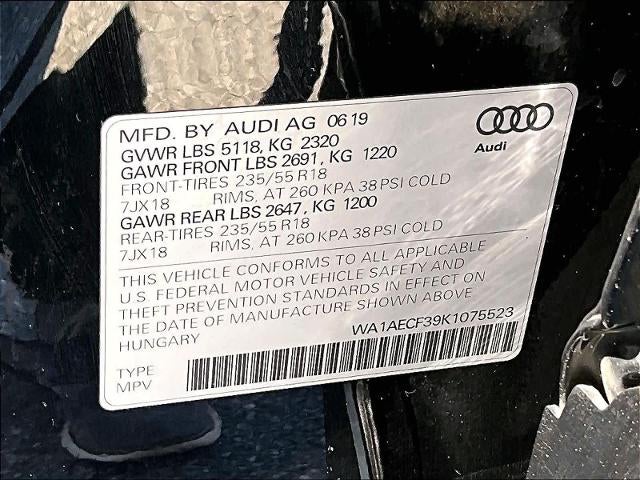 MFD. BY AUDI AG 06 19
GVWR LBS 5118, KG 2320
GAWR FRONT LBS 2691, KG 1220
FRONT-TIRES 235/55 R18
7JX18 RIMS, AT 260 KPA 38 PSI COLD
GAWR REAR LBS 2647, KG 1200
REAR-TIRES 235/55 R18
7JX18 RIMS, AT 260 KPA 38 PSI COLD
Audi
THIS VEHICLE CONFORMS TO ALL APPLICABLE
U.S. FEDERAL MOTOR VEHICLE SAFETY AND
THEFT PREVENTION STANDARDS IN EFFECT ON
THE DATE OF MANUFACTURE SHOWN ABOVE
HUNGARY
WA1AECF39K1075523
TYPE
MPV